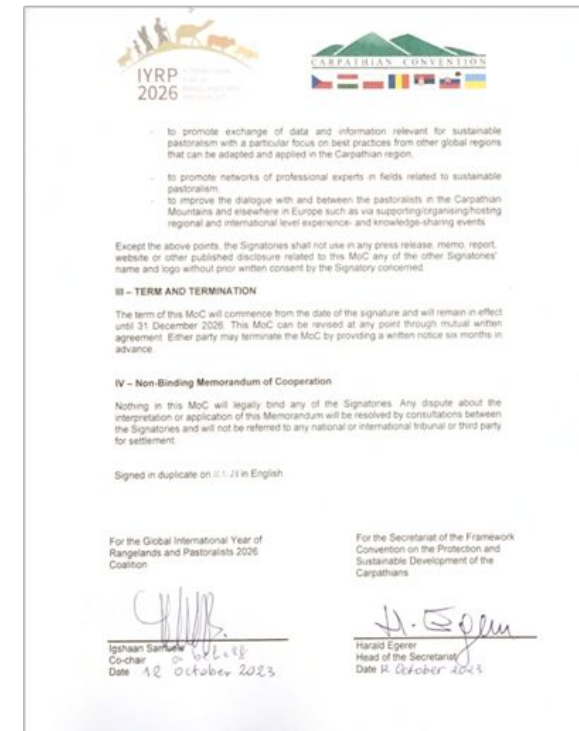 IYRP
2026
CARPATHIAN CONVENTION
- to promote exchange of data and information relevant for sustainable
pastoralism with a particular focus on best practices from other global regions
that can be adapted and applied in the Carpathian region.
- to promote networks of professional experts in fields related to sustainable
pastoralism.
- to improve the dialogue with and between the pastoralists in the Carpathian
Mountains and elsewhere in Europe such as via supporting/organising/hosting
regional and international level experience- and knowledge-sharing events
Except the above points, the Signatories shall not use in any press release, memo, report,
website or other published disclosure related to this MoC any of the other Signatories'
name and logo without prior written consent by the Signatory concerned.
III – TERM AND TERMINATION
The term of this MoC will commence from the date of the signature and will remain in effect
until 31 December 2026. This MoC can be revised at any point through mutual written
agreement. Either party may terminate the MoC by providing a written notice six months in
advance.
IV – Non-Binding Memorandum of Cooperation
Nothing in this MoC will legally bind any of the Signatories. Any dispute about the
interpretation or application of this Memorandum will be resolved by consultations between
the Signatories and will not be referred to any national or international tribunal or third party
for settlement.
Signed in duplicate on in English
For the Global International Year of
Rangelands and Pastoralists 2026
Coalition
Igshaan Samuels
Co-chair
Date 12 October 2023
For the Secretariat of the Framework
Convention on the Protection and
Sustainable Development of the
Carpathians
H. Egerer
Harald Egerer
Head of the Secretariat
Date 12 October 2023